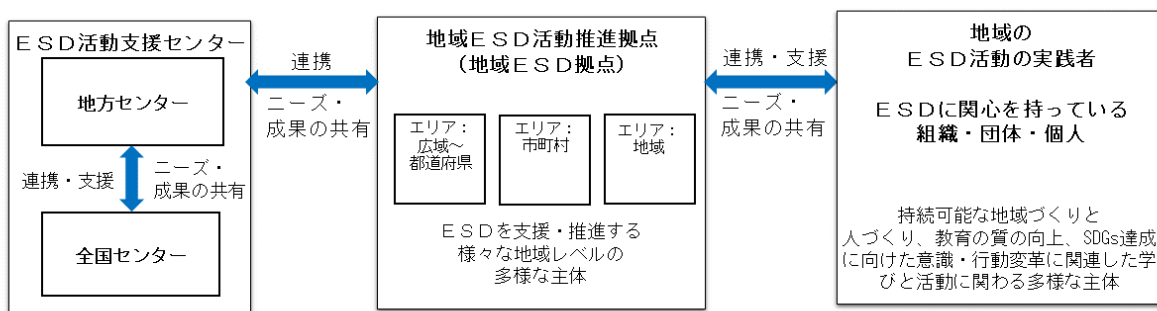 ESD活動支援センター
地方センター
連携・支援
ニーズ・
成果の共有
全国センター
連携
ニーズ・
成果の共有
地域ESD活動推進拠点
(地域ESD拠点)
エリア:
広域〜
都道府県
エリア:
市町村
エリア:
地域
ESDを支援・推進する
様々な地域レベルの
多様な主体
連携・支援
ニーズ・
成果の共有
地域の
ESD活動の実践者
ESDに関心を持っている
組織・団体・個人
持続可能な地域づくりと
人づくり、教育の質の向上、SDGs達成
に向けた意識・行動変革に関連した学
びと活動に関わる多様な主体